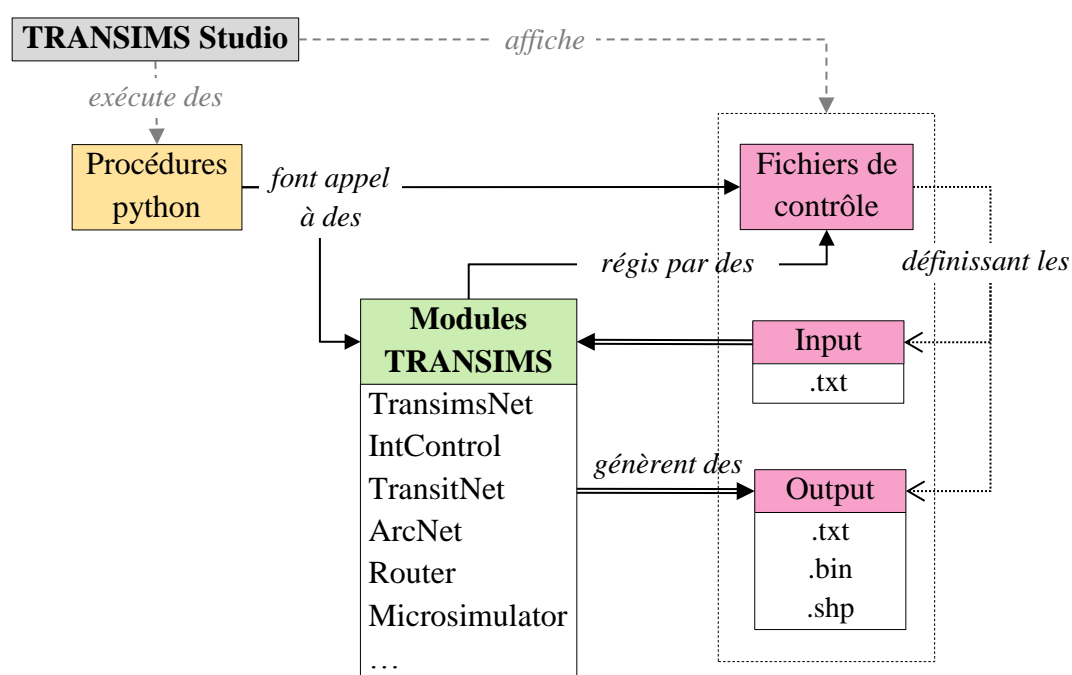 TRANSIMS Studio
affiche
exécute des
Procédures
python
font appel
à des
Fichiers de
contrôle
régis par des
définissant les
Modules
TRANSIMS
TransimsNet
IntControl
TransitNet
ArcNet
Router
Microsimulator
…
Input
.txt
génèrent des
Output
.txt
.bin
.shp